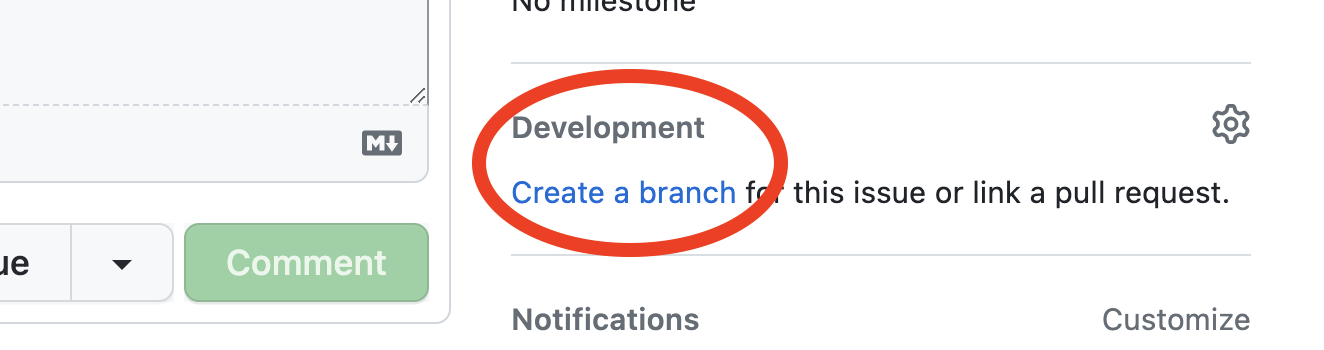 No milestone
Development
Create a branch for this issue or link a pull request.
M
ue
Comment
Notifications
Customize